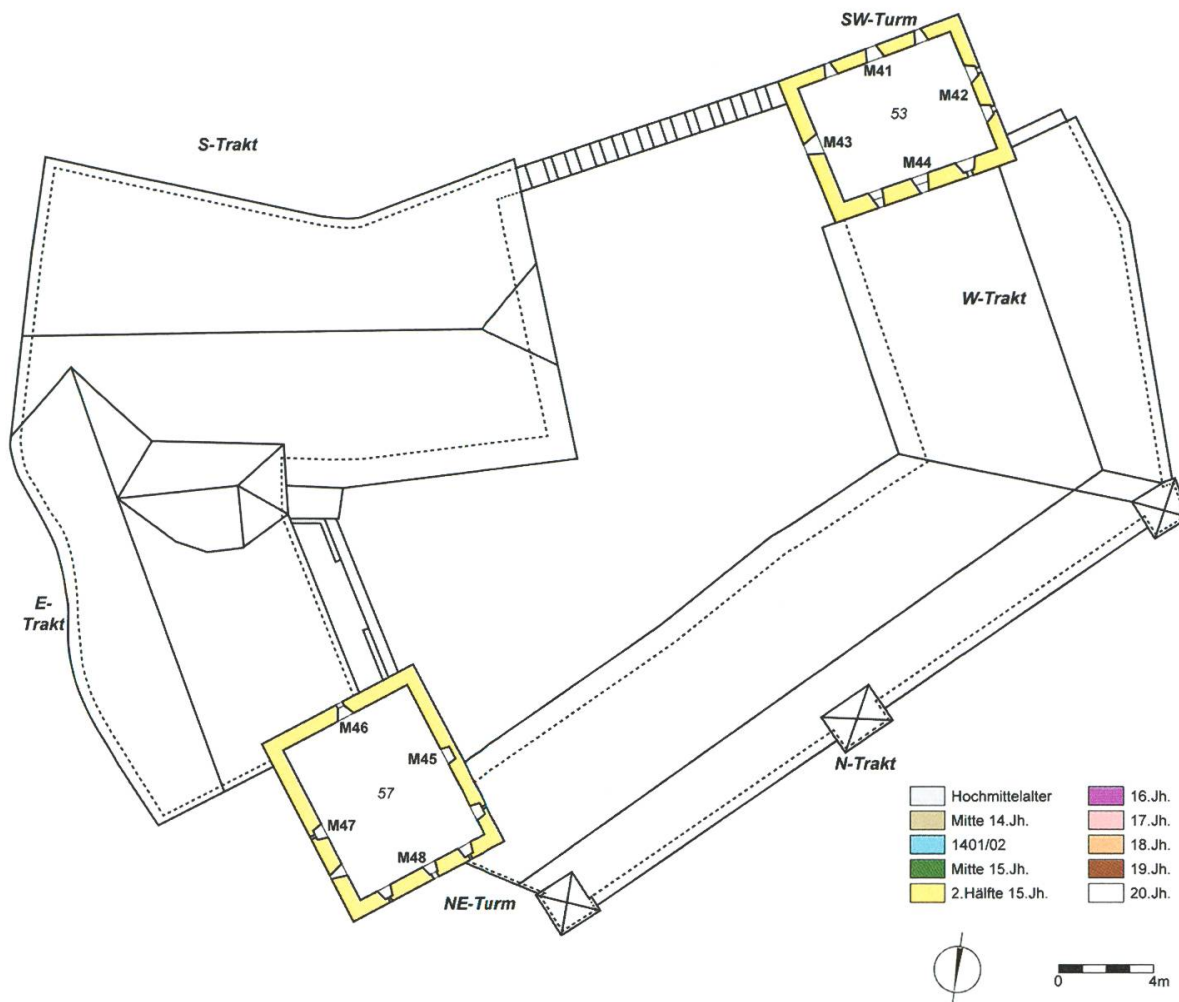 SW-Turm
M41
M42
53
M43
M44
S-Trakt
W-Trakt
E-
Trakt
M46
M45
57
M47
M48
NE-Turm
N-Trakt
Hochmittelalter
Mitte 14.Jh.
1401/02
Mitte 15.Jh.
2.Hälfte 15.Jh.
16.Jh.
17.Jh.
18.Jh.
19.Jh.
20.Jh.
0 4m